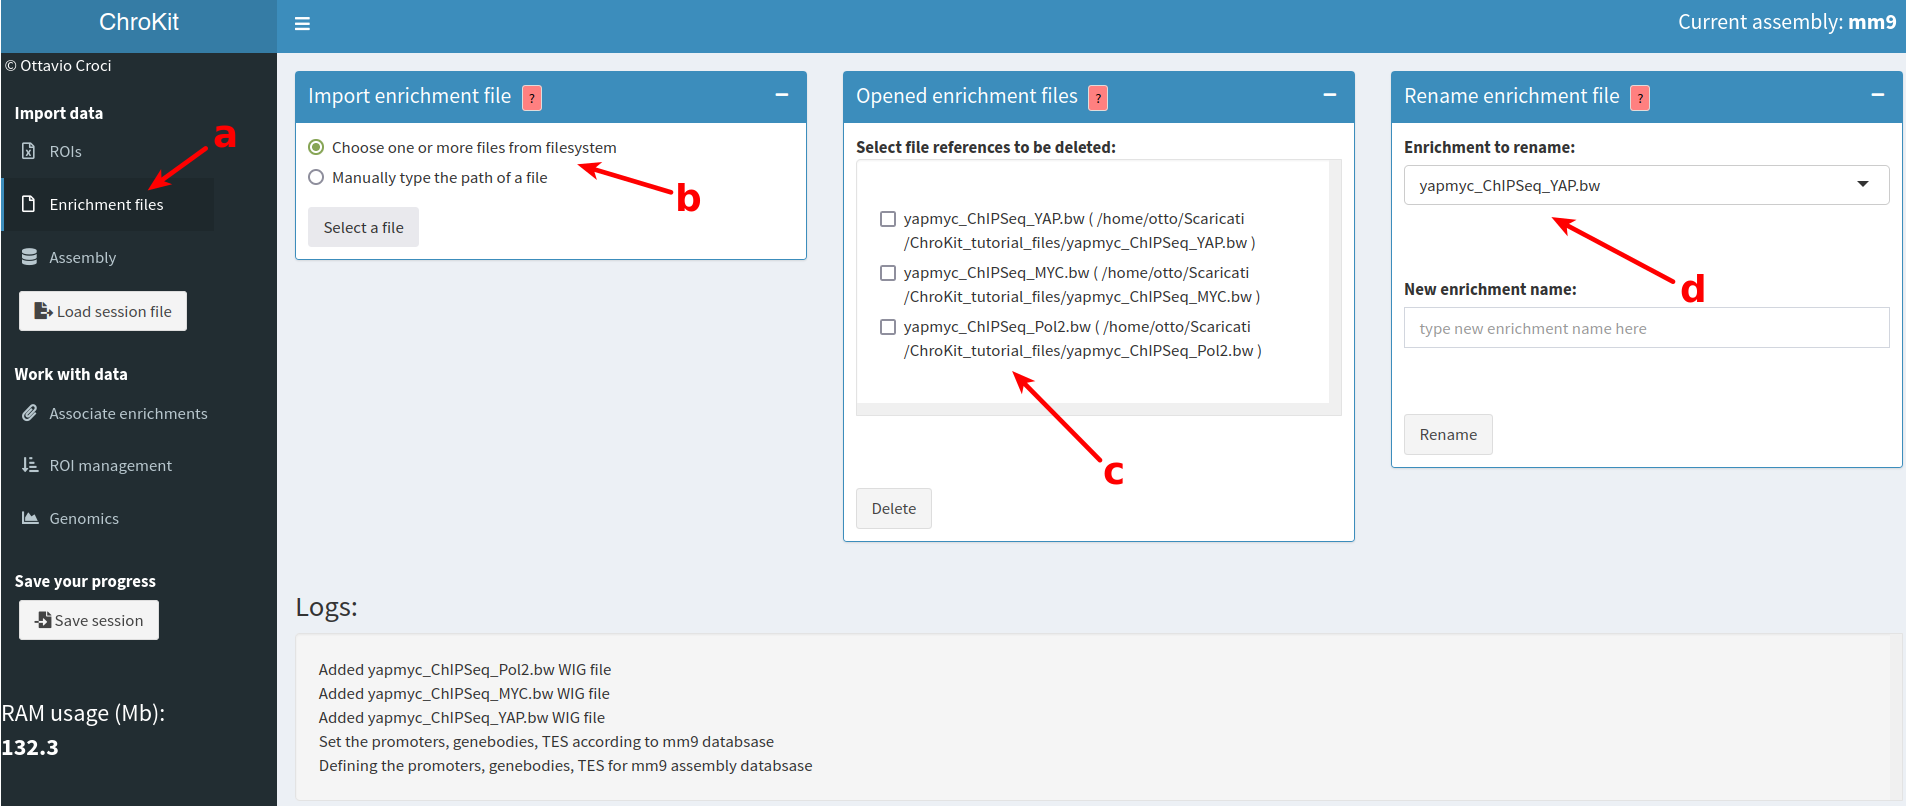 ChroKit
Current assembly: mm9
© Ottavio Croci
Import data
ROIs
a
Enrichment files
Assembly
Load session file
Work with data
Associate enrichments
ROI management
Genomics
Save your progress
Save session
RAM usage (Mb):
132.3
Import enrichment file ?
Choose one or more files from filesystem
Manually type the path of a file
b
Select a file
Opened enrichment files ?
Select file references to be deleted:
yapmyc_ChIPSeq_YAP.bw ( /home/otto/Scaricati
/ChroKit_tutorial_files/yapmyc_ChIPSeq_YAP.bw )
yapmyc_ChIPSeq_MYC.bw ( /home/otto/Scaricati
/ChroKit_tutorial_files/yapmyc_ChIPSeq_MYC.bw )
yapmyc_ChIPSeq_Pol2.bw ( /home/otto/Scaricati
/ChroKit_tutorial_files/yapmyc_ChIPSeq_Pol2.bw )
c
Delete
Rename enrichment file ?
Enrichment to rename:
yapmyc_ChIPSeq_YAP.bw
d
New enrichment name:
type new enrichment name here
Rename
Logs:
Added yapmyc_ChIPSeq_Pol2.bw WIG file
Added yapmyc_ChIPSeq_MYC.bw WIG file
Added yapmyc_ChIPSeq_YAP.bw WIG file
Set the promoters, genebodies, TES according to mm9 databsase
Defining the promoters, genebodies, TES for mm9 assembly databsase